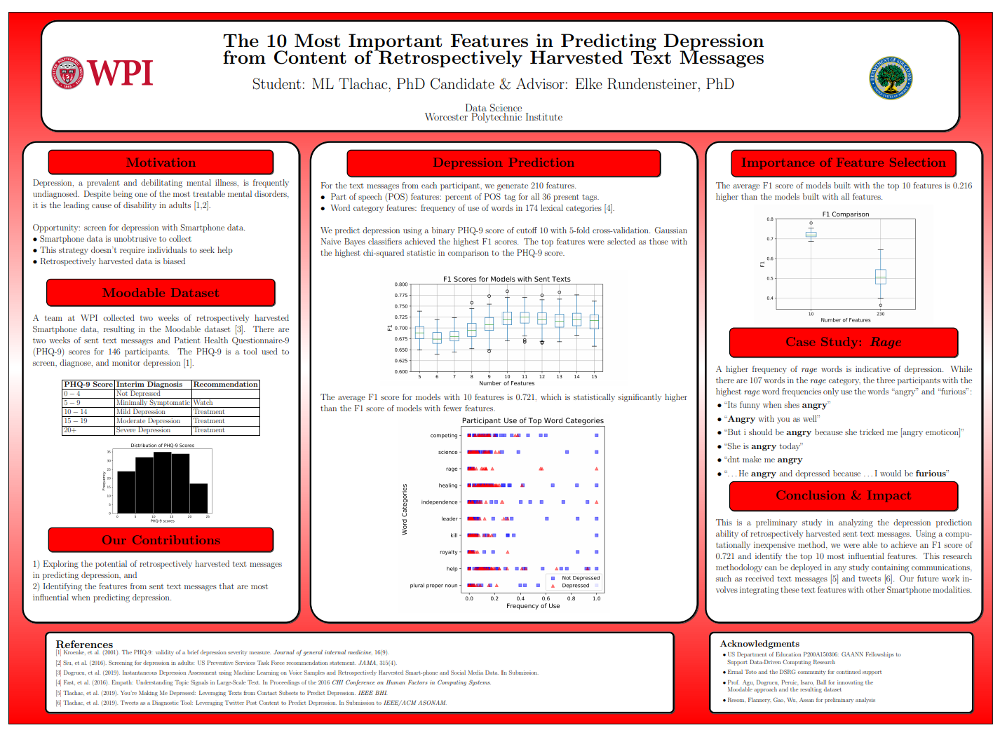 The 10 Most Important Features in Predicting Depression
from Content of Retrospectively Harvested Text Messages
Student: ML Tlachac, PhD Candidate & Advisor: Elke Rundensteiner, PhD
Data Science
Worcester Polytechnic Institute
WPI
Motivation
Depression, a prevalent and debilitating mental illness, is frequently
undiagnosed. Despite being one of the most treatable mental disorders,
it is the leading cause of disability in adults [1,2].
Opportunity: screen for depression with Smartphone data.
• Smartphone data is unobtrusive to collect
• This strategy doesn't require individuals to seek help
• Retrospectively harvested data is biased
Moodable Dataset
A team at WPI collected two weeks of retrospectively harvested
Smartphone data, resulting in the Moodable dataset [3]. There are
two weeks of sent text messages and Patient Health Questionnaire-9
(PHQ-9) scores for 146 participants. The PHQ-9 is a tool used to
screen, diagnose, and monitor depression [1].
PHQ-9 Score Interim Diagnosis Recommendation
0 − 4 Not Depressed
5 − 9 Minimally Symptomatic Watch
10 − 14 Mild Depression Treatment
15 − 19 Moderate Depression Treatment
20+ Severe Depression Treatment
Distribution of PHQ-9 Scores
Frequency
35
30
25
20
15
10
5
0
0 5 10 15 20 25
PHQ-9 scores
Our Contributions
1) Exploring the potential of retrospectively harvested text messages
in predicting depression, and
2) Identifying the features from sent text messages that are most
influential when predicting depression.
Depression Prediction
For the text messages from each participant, we generate 210 features.
• Part of speech (POS) features: percent of POS tag for all 36 present tags.
• Word category features: frequency of use of words in 174 lexical categories [4].
We predict depression using a binary PHQ-9 score of cutoff 10 with 5-fold cross-validation. Gaussian
Naive Bayes classifiers achieved the highest F1 scores. The top features were selected as those with
the highest chi-squared statistic in comparison to the PHQ-9 score.
F1 Scores for Models with Sent Texts
F1
0.800
0.775
0.750
0.725
0.700
0.675
0.650
0.625
0.600
5 6 7 8 9 10 11 12 13 14 15
Number of Features
The average F1 score for models with 10 features is 0.721, which is statistically significantly higher
than the F1 score of models with fewer features.
Participant Use of Top Word Categories
Word Categories
competing
science
rage
healing
independence
leader
kill
royalty
help
plural proper noun
Not Depressed
Depressed
0.0 0.2 0.4 0.6 0.8 1.0
Frequency of Use
Importance of Feature Selection
The average F1 score of models built with the top 10 features is 0.216
higher than the models built with all features.
F1 Comparison
F1
0.8
0.7
0.6
0.5
0.4
10 230
Number of Features
Case Study: Rage
A higher frequency of rage words is indicative of depression. While
there are 107 words in the rage category, the three participants with the
highest rage word frequencies only use the words “angry” and “furious”:
• “Its funny when shes angry”
• “Angry with you as well”
• “But i should be angry because she tricked me [angry emoticon]”
• “She is angry today”
• “dnt make me angry
• “. . . He angry and depressed because . . . I would be furious”
Conclusion & Impact
This is a preliminary study in analyzing the depression prediction
ability of retrospectively harvested sent text messages. Using a compu-
tationally inexpensive method, we were able to achieve an F1 score of
0.721 and identify the top 10 most influential features. This research
methodology can be deployed in any study containing communications,
such as received text messages [5] and tweets [6]. Our future work in-
volves integrating these text features with other Smartphone modalities.
References
[1] Kroenke, et al. (2001). The PHQ-9: validity of a brief depression severity measure. Journal of general internal medicine, 16(9).
[2] Siu, et al. (2016). Screening for depression in adults: US Preventive Services Task Force recommendation statement. JAMA, 315(4).
[3] Dogrucu, et al. (2019). Instantaneous Depression Assessment using Machine Learning on Voice Samples and Retrospectively Harvested Smart-phone and Social Media Data. In Submission.
[4] Fast, et al. (2016). Empath: Understanding Topic Signals in Large-Scale Text. In Proceedings of the 2016 CHI Conference on Human Factors in Computing Systems.
[5] Tlachac, et al. (2019). You're Making Me Depressed: Leveraging Texts from Contact Subsets to Predict Depression. IEEE BHI.
[6] Tlachac, et al. (2019). Tweets as a Diagnostic Tool: Leveraging Twitter Post Content to Predict Depression. In Submission to IEEE/ACM ASONAM.
Acknowledgments
• US Department of Education P200A150306: GAANN Fellowships to
Support Data-Driven Computing Research
• Ermal Toto and the DSRG community for continued support
• Prof. Agu, Dogrucu, Peruic, Isaro, Ball for innovating the
Moodable approach and the resulting dataset
• Resom, Flannery, Gao, Wu, Assan for preliminary analysis